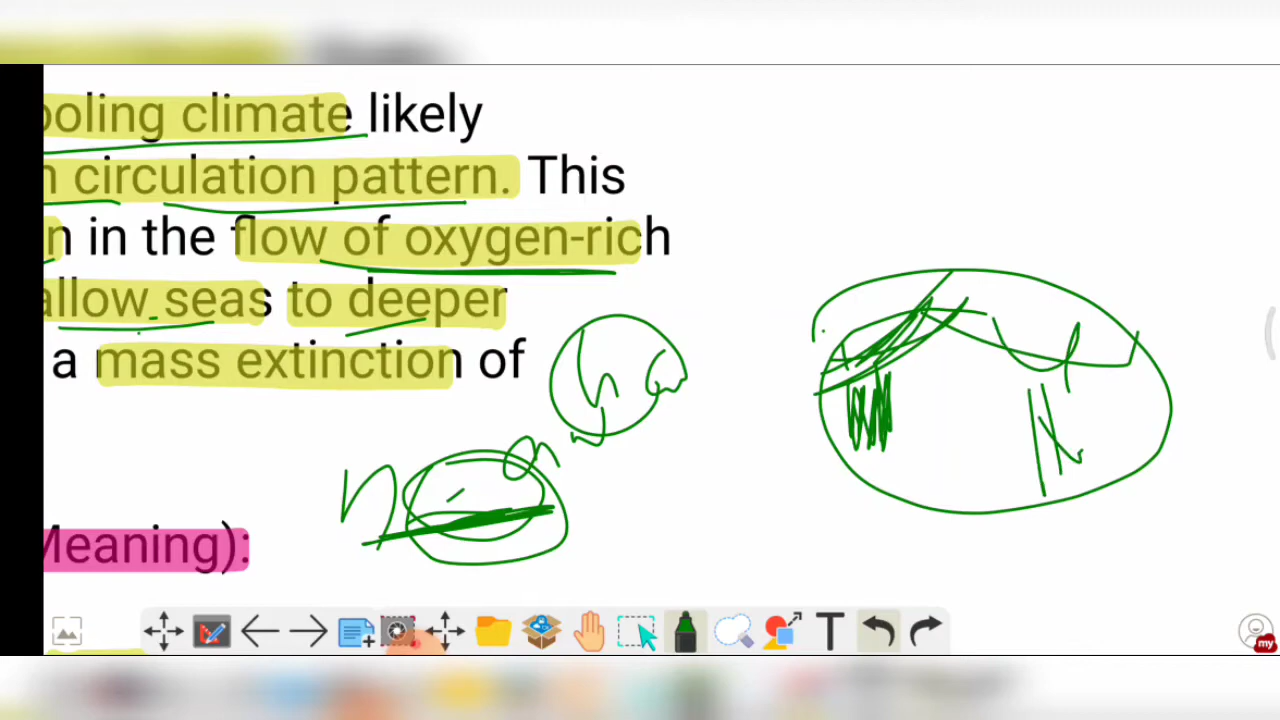 ooling climate likely
n circulation pattern. This
n in the flow of oxygen-rich
allow seas to deeper
a mass extinction of
Meaning):
T
my